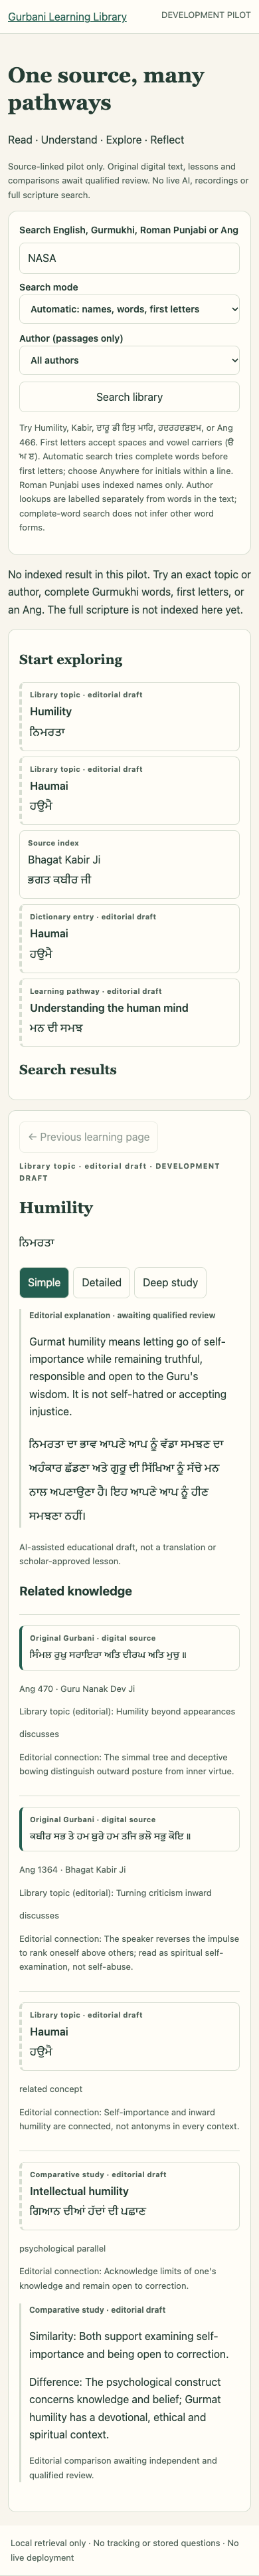 Gurbani Learning Library
DEVELOPMENT PILOT
One source, many
pathways
Read · Understand · Explore · Reflect
Source-linked pilot only. Original digital text, lessons and
comparisons await qualified review. No live AI, recordings or
full scripture search.
Search English, Gurmukhi, Roman Punjabi or Ang
NASA
Search mode
Automatic: names, words, first letters
Author (passages only)
All authors
Search library
Try Humility, Kabir, ਦਾਰੂ ਭੀ ਇਸੁ ਮਾਹਿ, ਹਦਰਹਦਭਇਮ, or Ang
466. First letters accept spaces and vowel carriers (ੳ
ਅ ੲ). Automatic search tries complete words before
first letters; choose Anywhere for initials within a line.
Roman Punjabi uses indexed names only. Author
lookups are labelled separately from words in the text;
complete-word search does not infer other word
forms.
No indexed result in this pilot. Try an exact topic or
author, complete Gurmukhi words, first letters, or
an Ang. The full scripture is not indexed here yet.
Start exploring
Library topic · editorial draft
Humility
ਨਿਮਰਤਾ
Library topic · editorial draft
Haumai
ਹਉਮੈ
Source index
Bhagat Kabir Ji
ਭਗਤ ਕਬੀਰ ਜੀ
Dictionary entry · editorial draft
Haumai
ਹਉਮੈ
Learning pathway · editorial draft
Understanding the human mind
ਮਨ ਦੀ ਸਮਝ
Search results
← Previous learning page
Library topic · editorial draft · DEVELOPMENT
DRAFT
Humility
ਨਿਮਰਤਾ
Simple
Detailed
Deep study
Editorial explanation · awaiting qualified review
Gurmat humility means letting go of self-
importance while remaining truthful,
responsible and open to the Guru's
wisdom. It is not self-hatred or accepting
injustice.
ਨਿਮਰਤਾ ਦਾ ਭਾਵ ਆਪਣੇ ਆਪ ਨੂੰ ਵੱਡਾ ਸਮਝਣ ਦਾ
ਅਹੰਕਾਰ ਛੱਡਣਾ ਅਤੇ ਗੁਰੂ ਦੀ ਸਿੱਖਿਆ ਨੂੰ ਸੱਚੇ ਮਨ
ਨਾਲ ਅਪਣਾਉਣਾ ਹੈ। ਇਹ ਆਪਣੇ ਆਪ ਨੂੰ ਹੀਣ
ਸਮਝਣਾ ਨਹੀਂ।
AI-assisted educational draft, not a translation or
scholar-approved lesson.
Related knowledge
Original Gurbani · digital source
ਸਿੰਮਲ ਰੁਖੁ ਸਰਾਇਰਾ ਅਤਿ ਦੀਰਘ ਅਤਿ ਮੁਚੁ ॥
Ang 470 · Guru Nanak Dev Ji
Library topic (editorial): Humility beyond appearances
discusses
Editorial connection: The simmal tree and deceptive
bowing distinguish outward posture from inner virtue.
Original Gurbani · digital source
ਕਬੀਰ ਸਭ ਤੇ ਹਮ ਬੁਰੇ ਹਮ ਤਜਿ ਭਲੋ ਸਭੁ ਕੋਇ ॥
Ang 1364 · Bhagat Kabir Ji
Library topic (editorial): Turning criticism inward
discusses
Editorial connection: The speaker reverses the impulse
to rank oneself above others; read as spiritual self-
examination, not self-abuse.
Library topic · editorial draft
Haumai
ਹਉਮੈ
related concept
Editorial connection: Self-importance and inward
humility are connected, not antonyms in every context.
Comparative study · editorial draft
Intellectual humility
ਗਿਆਨ ਦੀਆਂ ਹੱਦਾਂ ਦੀ ਪਛਾਣ
psychological parallel
Editorial connection: Acknowledge limits of one's
knowledge and remain open to correction.
Comparative study · editorial draft
Similarity: Both support examining self-
importance and being open to correction.
Difference: The psychological construct
concerns knowledge and belief; Gurmat
humility has a devotional, ethical and
spiritual context.
Editorial comparison awaiting independent and
qualified review.
Local retrieval only · No tracking or stored questions · No
live deployment